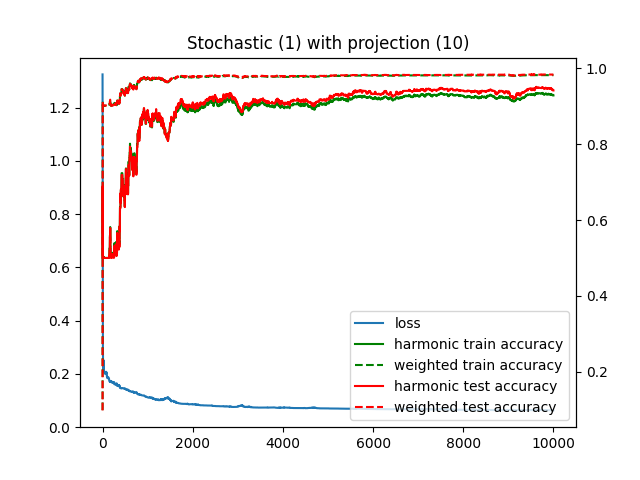 Stochastic (1) with projection (10)
1.2
1.0
0.8
0.6
0.4
0.2
0.0
1.0
0.8
0.6
0.4
0.2
loss
harmonic train accuracy
weighted train accuracy
harmonic test accuracy
weighted test accuracy
0 2000 4000 6000 8000 10000